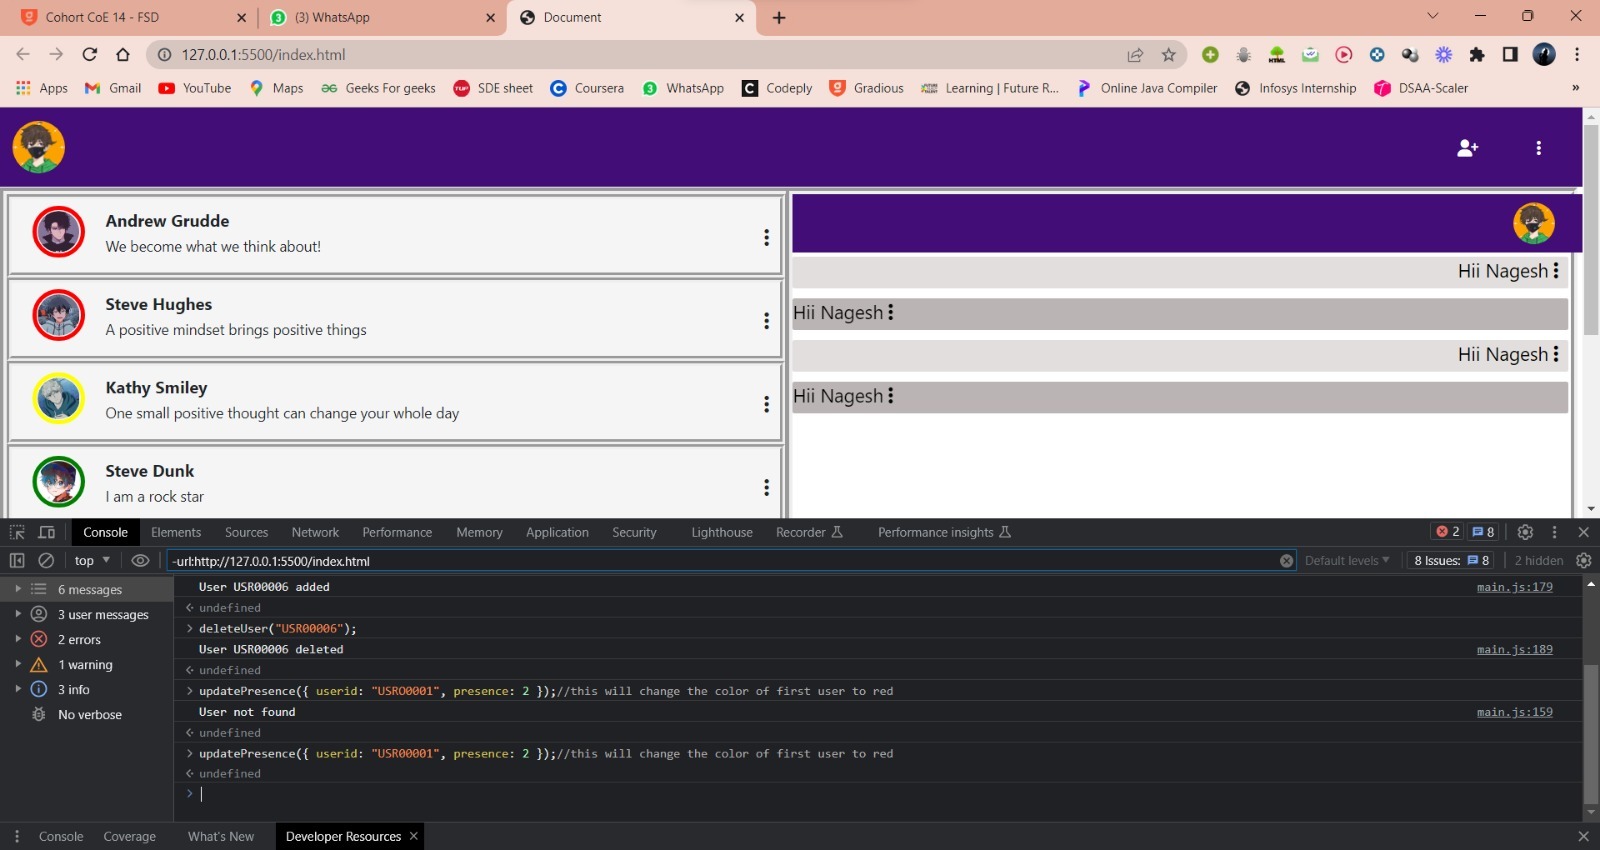 Cohort CoE 14 - FSD
(3) WhatsApp
Document
127.0.0.1:5500/index.html
Apps Gmail YouTube Maps Geeks For geeks SDE sheet Coursera WhatsApp Codeply Gradious Learning | Future R... Online Java Compiler Infosys Internship DSAA-Scaler »
Andrew Grudde
We become what we think about!
Steve Hughes
A positive mindset brings positive things
Kathy Smiley
One small positive thought can change your whole day
Steve Dunk
I am a rock star
Hii Nagesh
Hii Nagesh
Hii Nagesh
Hii Nagesh
Console Elements Sources Network Performance Memory Application Security Lighthouse Recorder Performance insights 2 8
top -url:http://127.0.0.1:5500/index.html Default levels 8 Issues: 8 2 hidden
6 messages
3 user messages
2 errors
1 warning
3 info
No verbose
User USR00006 added main.js:179
undefined
deleteUser("USR00006");
User USR00006 deleted main.js:189
undefined
updatePresence({ userid: "USRO0001", presence: 2 });//this will change the color of first user to red
User not found main.js:159
undefined
updatePresence({ userid: "USR00001", presence: 2 });//this will change the color of first user to red
undefined
Console Coverage What's New Developer Resources